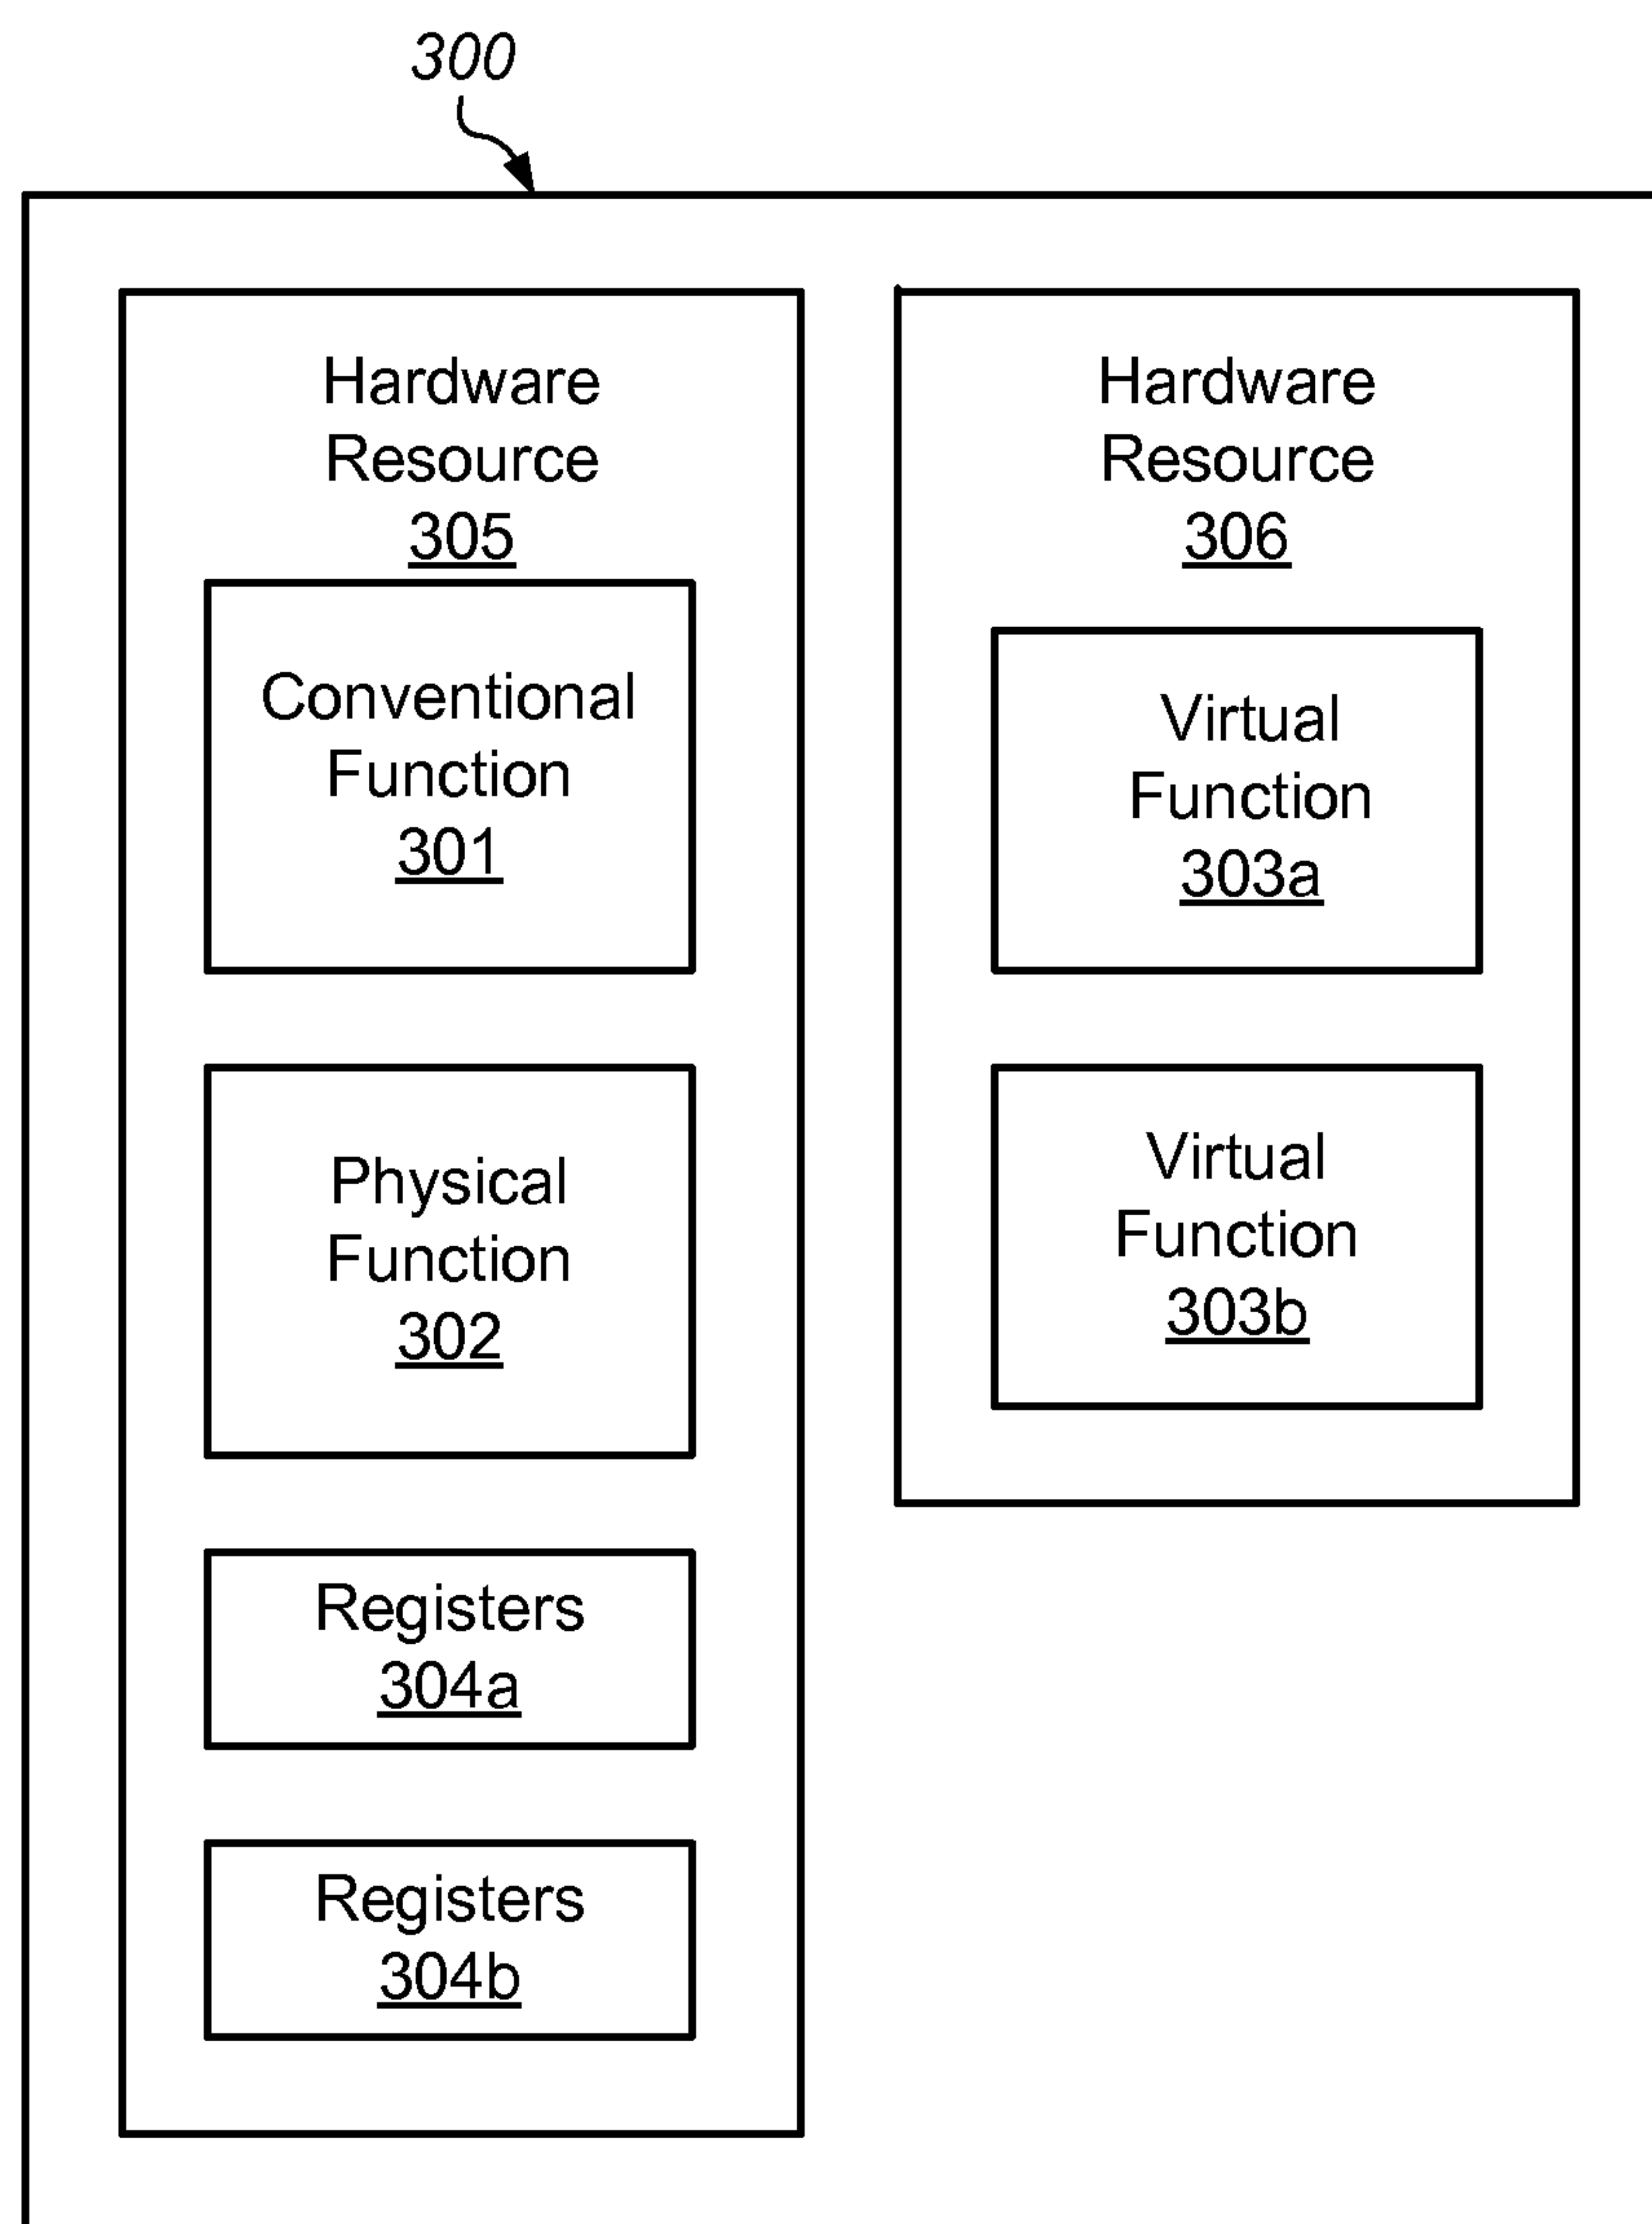 300
Hardware
Resource
305
Conventional
Function
301
Physical
Function
302
Registers
304a
Registers
304b
Hardware
Resource
306
Virtual
Function
303a
Virtual
Function
303b